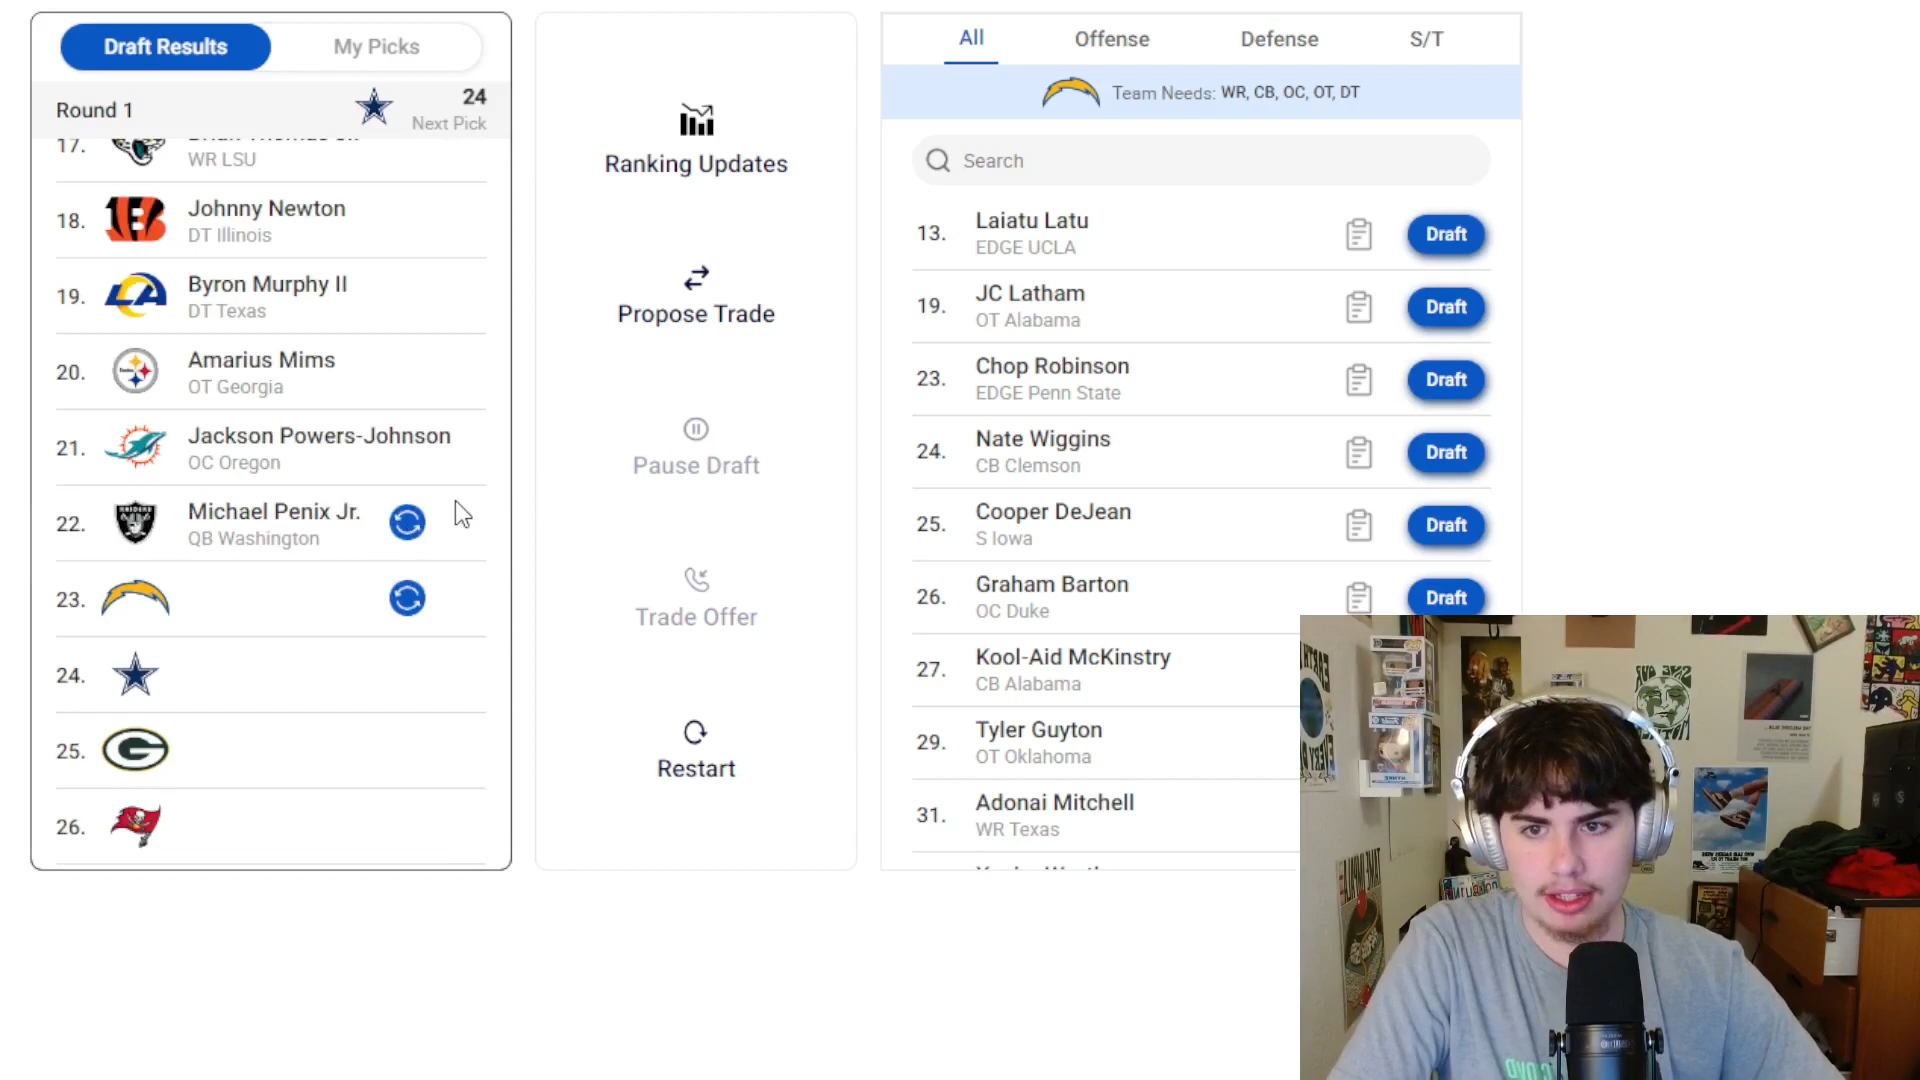 Draft Results
My Picks
Round 1
24
Next Pick
17.
WR LSU
18.
Johnny Newton
DT Illinois
19.
Byron Murphy II
DT Texas
20.
Amarius Mims
OT Georgia
21.
Jackson Powers-Johnson
OC Oregon
22.
Michael Penix Jr.
QB Washington
23.
24.
25.
26.
Ranking Updates
Propose Trade
Pause Draft
Trade Offer
Restart
All
Offense
Defense
S/T
Team Needs: WR, CB, OC, OT, DT
Search
13.
Laiatu Latu
EDGE UCLA
Draft
19.
JC Latham
OT Alabama
Draft
23.
Chop Robinson
EDGE Penn State
Draft
24.
Nate Wiggins
CB Clemson
Draft
25.
Cooper DeJean
S Iowa
Draft
26.
Graham Barton
OC Duke
Draft
27.
Kool-Aid McKinstry
CB Alabama
29.
Tyler Guyton
OT Oklahoma
31.
Adonai Mitchell
WR Texas